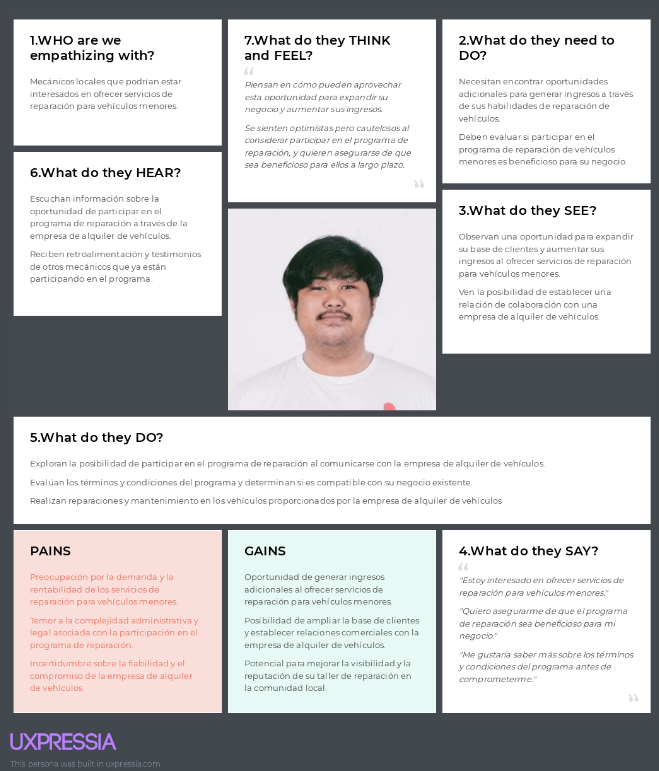 1.WHO are we
empathizing with?
Mecánicos locales que podrían estar
interesados en ofrecer servicios de
reparación para vehículos menores.
6.What do they HEAR?
Escuchan información sobre la
oportunidad de participar en el
programa de reparación a través de la
empresa de alquiler de vehículos.
Reciben retroalimentación y testimonios
de otros mecánicos que ya están
participando en el programa.
7.What do they THINK
and FEEL?
Piensan en cómo pueden aprovechar
esta oportunidad para expandir su
negocio y aumentar sus ingresos.
Se sienten optimistas pero cautelosos al
considerar participar en el programa de
reparación, y quieren asegurarse de que
sea beneficioso para ellos a largo plazo.
2.What do they need to
DO?
Necesitan encontrar oportunidades
adicionales para generar ingresos a través
de sus habilidades de reparación de
vehículos.
Deben evaluar si participar en el
programa de reparación de vehículos
menores es beneficioso para su negocio.
3.What do they SEE?
Observan una oportunidad para expandir
su base de clientes y aumentar sus
ingresos al ofrecer servicios de reparación
para vehículos menores.
Ven la posibilidad de establecer una
relación de colaboración con una
empresa de alquiler de vehículos.
5.What do they DO?
Exploran la posibilidad de participar en el programa de reparación al comunicarse con la empresa de alquiler de vehículos.
Evalúan los términos y condiciones del programa y determinan si es compatible con su negocio existente.
Realizan reparaciones y mantenimiento en los vehículos proporcionados por la empresa de alquiler de vehículos
PAINS
Preocupación por la demanda y la
rentabilidad de los servicios de
reparación para vehículos menores.
Temor a la complejidad administrativa y
legal asociada con la participación en el
programa de reparación.
Incertidumbre sobre la fiabilidad y el
compromiso de la empresa de alquiler
de vehículos.
GAINS
Oportunidad de generar ingresos
adicionales al ofrecer servicios de
reparación para vehículos menores.
Posibilidad de ampliar la base de clientes
y establecer relaciones comerciales con la
empresa de alquiler de vehículos.
Potencial para mejorar la visibilidad y la
reputación de su taller de reparación en
la comunidad local.
4.What do they SAY?
"Estoy interesado en ofrecer servicios de
reparación para vehículos menores."
"Quiero asegurarme de que el programa
de reparación sea beneficioso para mi
negocio."
"Me gustaría saber más sobre los términos
y condiciones del programa antes de
comprometerme."
UXPRESSIA
This persona was built in uxpressia.com